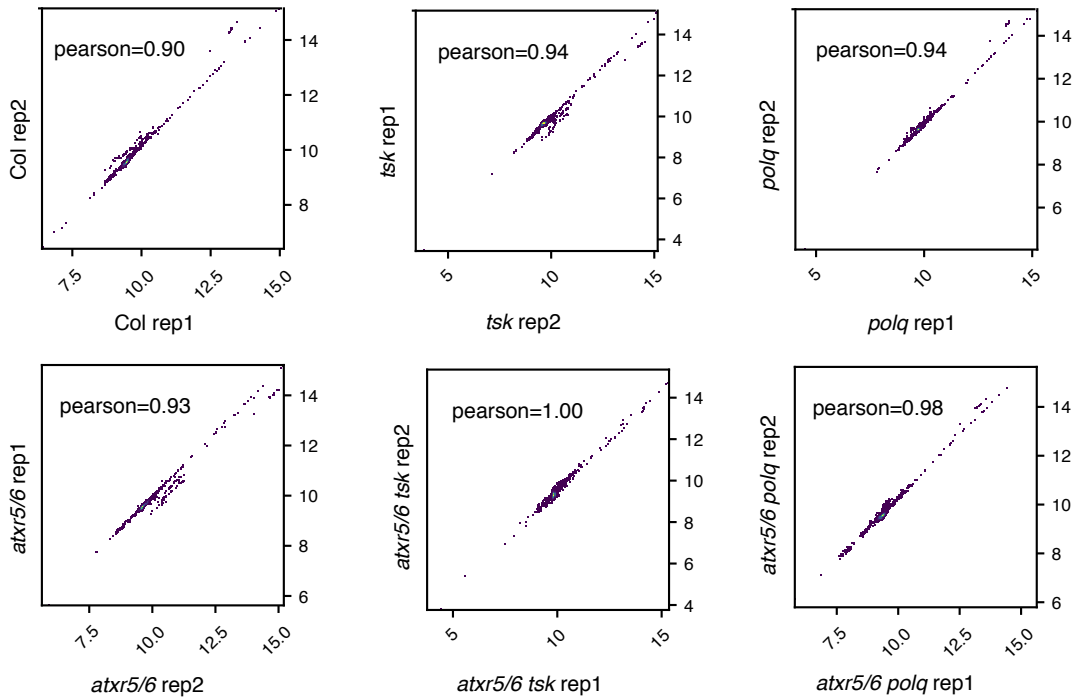 pearson=0.90
Col rep2
14
12
10
8
7.5
10.0
12.5
15.0
Col rep1
pearson=0.94
tsk rep1
14
12
10
8
6
4
5
10
15
tsk rep2
pearson=0.94
polq rep2
14
12
10
8
6
5
10
15
polq rep1
pearson=0.93
atxr5/6 rep1
14
12
10
8
6
7.5
10.0
12.5
15.0
atxr5/6 rep2
pearson=1.00
atxr5/6 tsk rep2
14
12
10
8
6
4
5
10
15
atxr5/6 tsk rep1
pearson=0.98
atxr5/6 polq rep2
14
12
10
8
6
7.5
10.0
12.5
15.0
atxr5/6 polq rep1